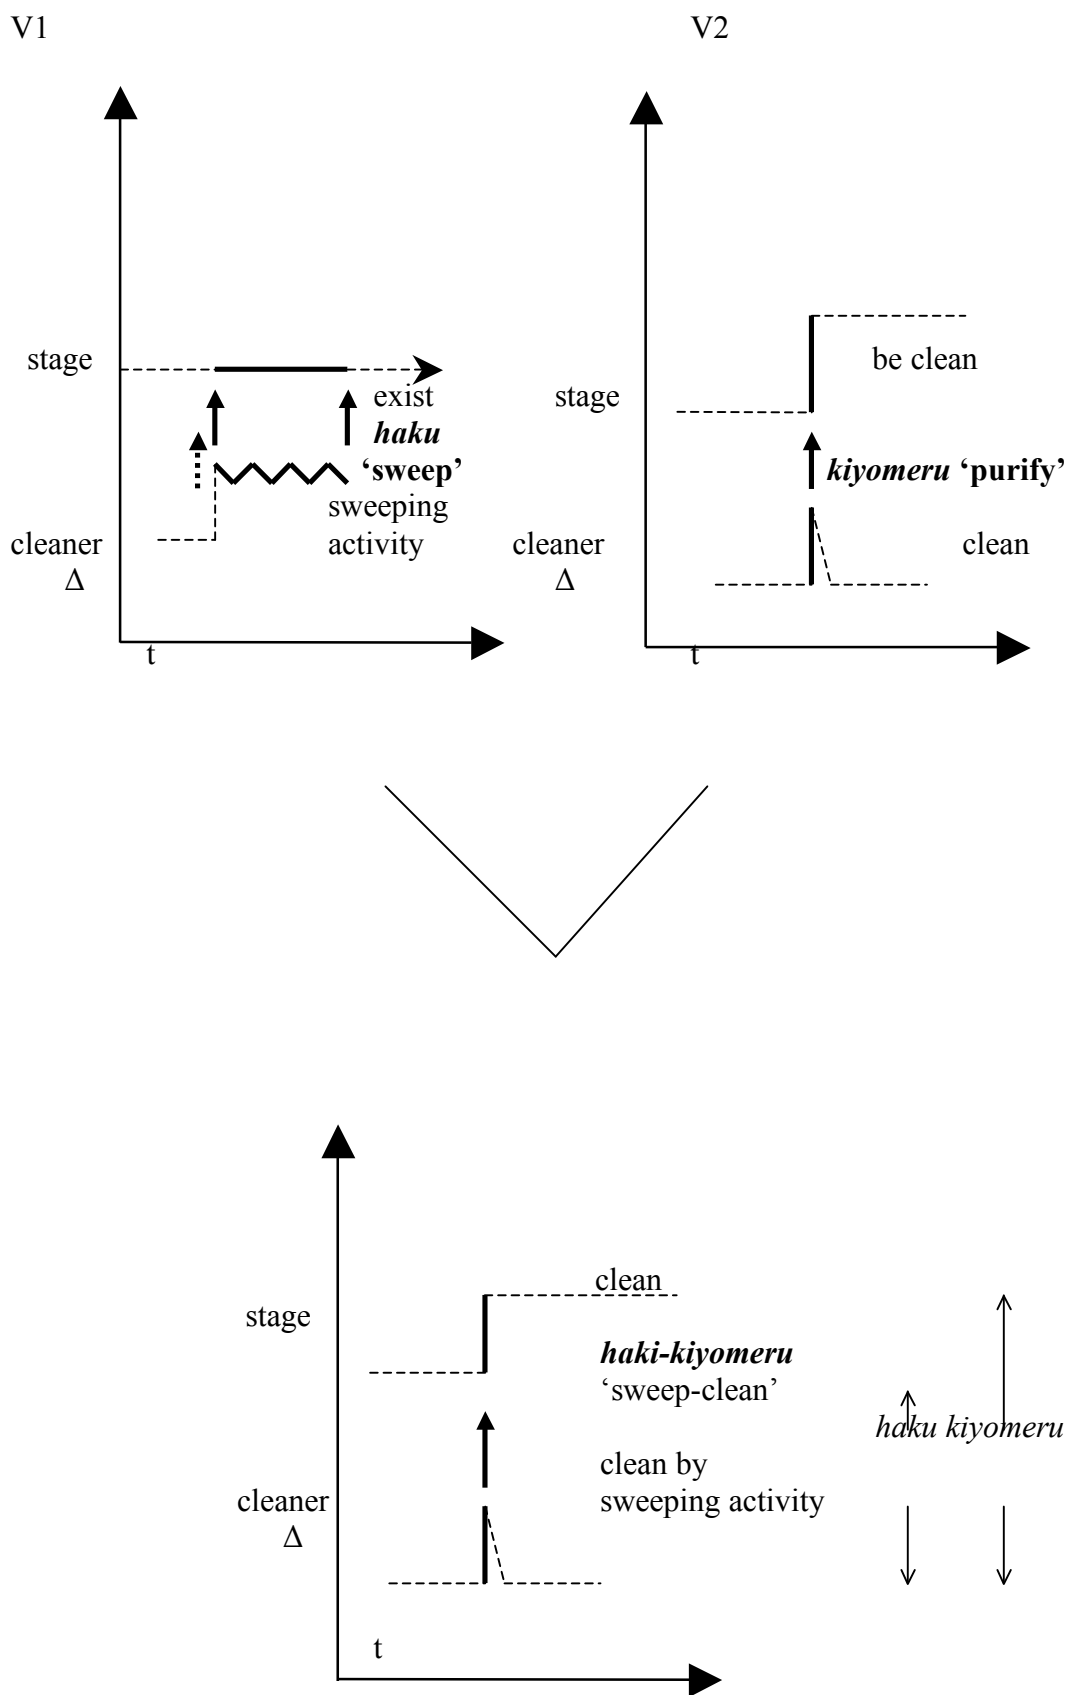 V1
V2
stage
exist
haku
‘sweep’
sweeping
activity
cleaner
Δ
t
be clean
stage
kiyomeru ‘purify’
cleaner
Δ
clean
t
clean
stage
haki-kiyomeru
‘sweep-clean’
haku kiyomeru
clean by
sweeping activity
cleaner
Δ
t